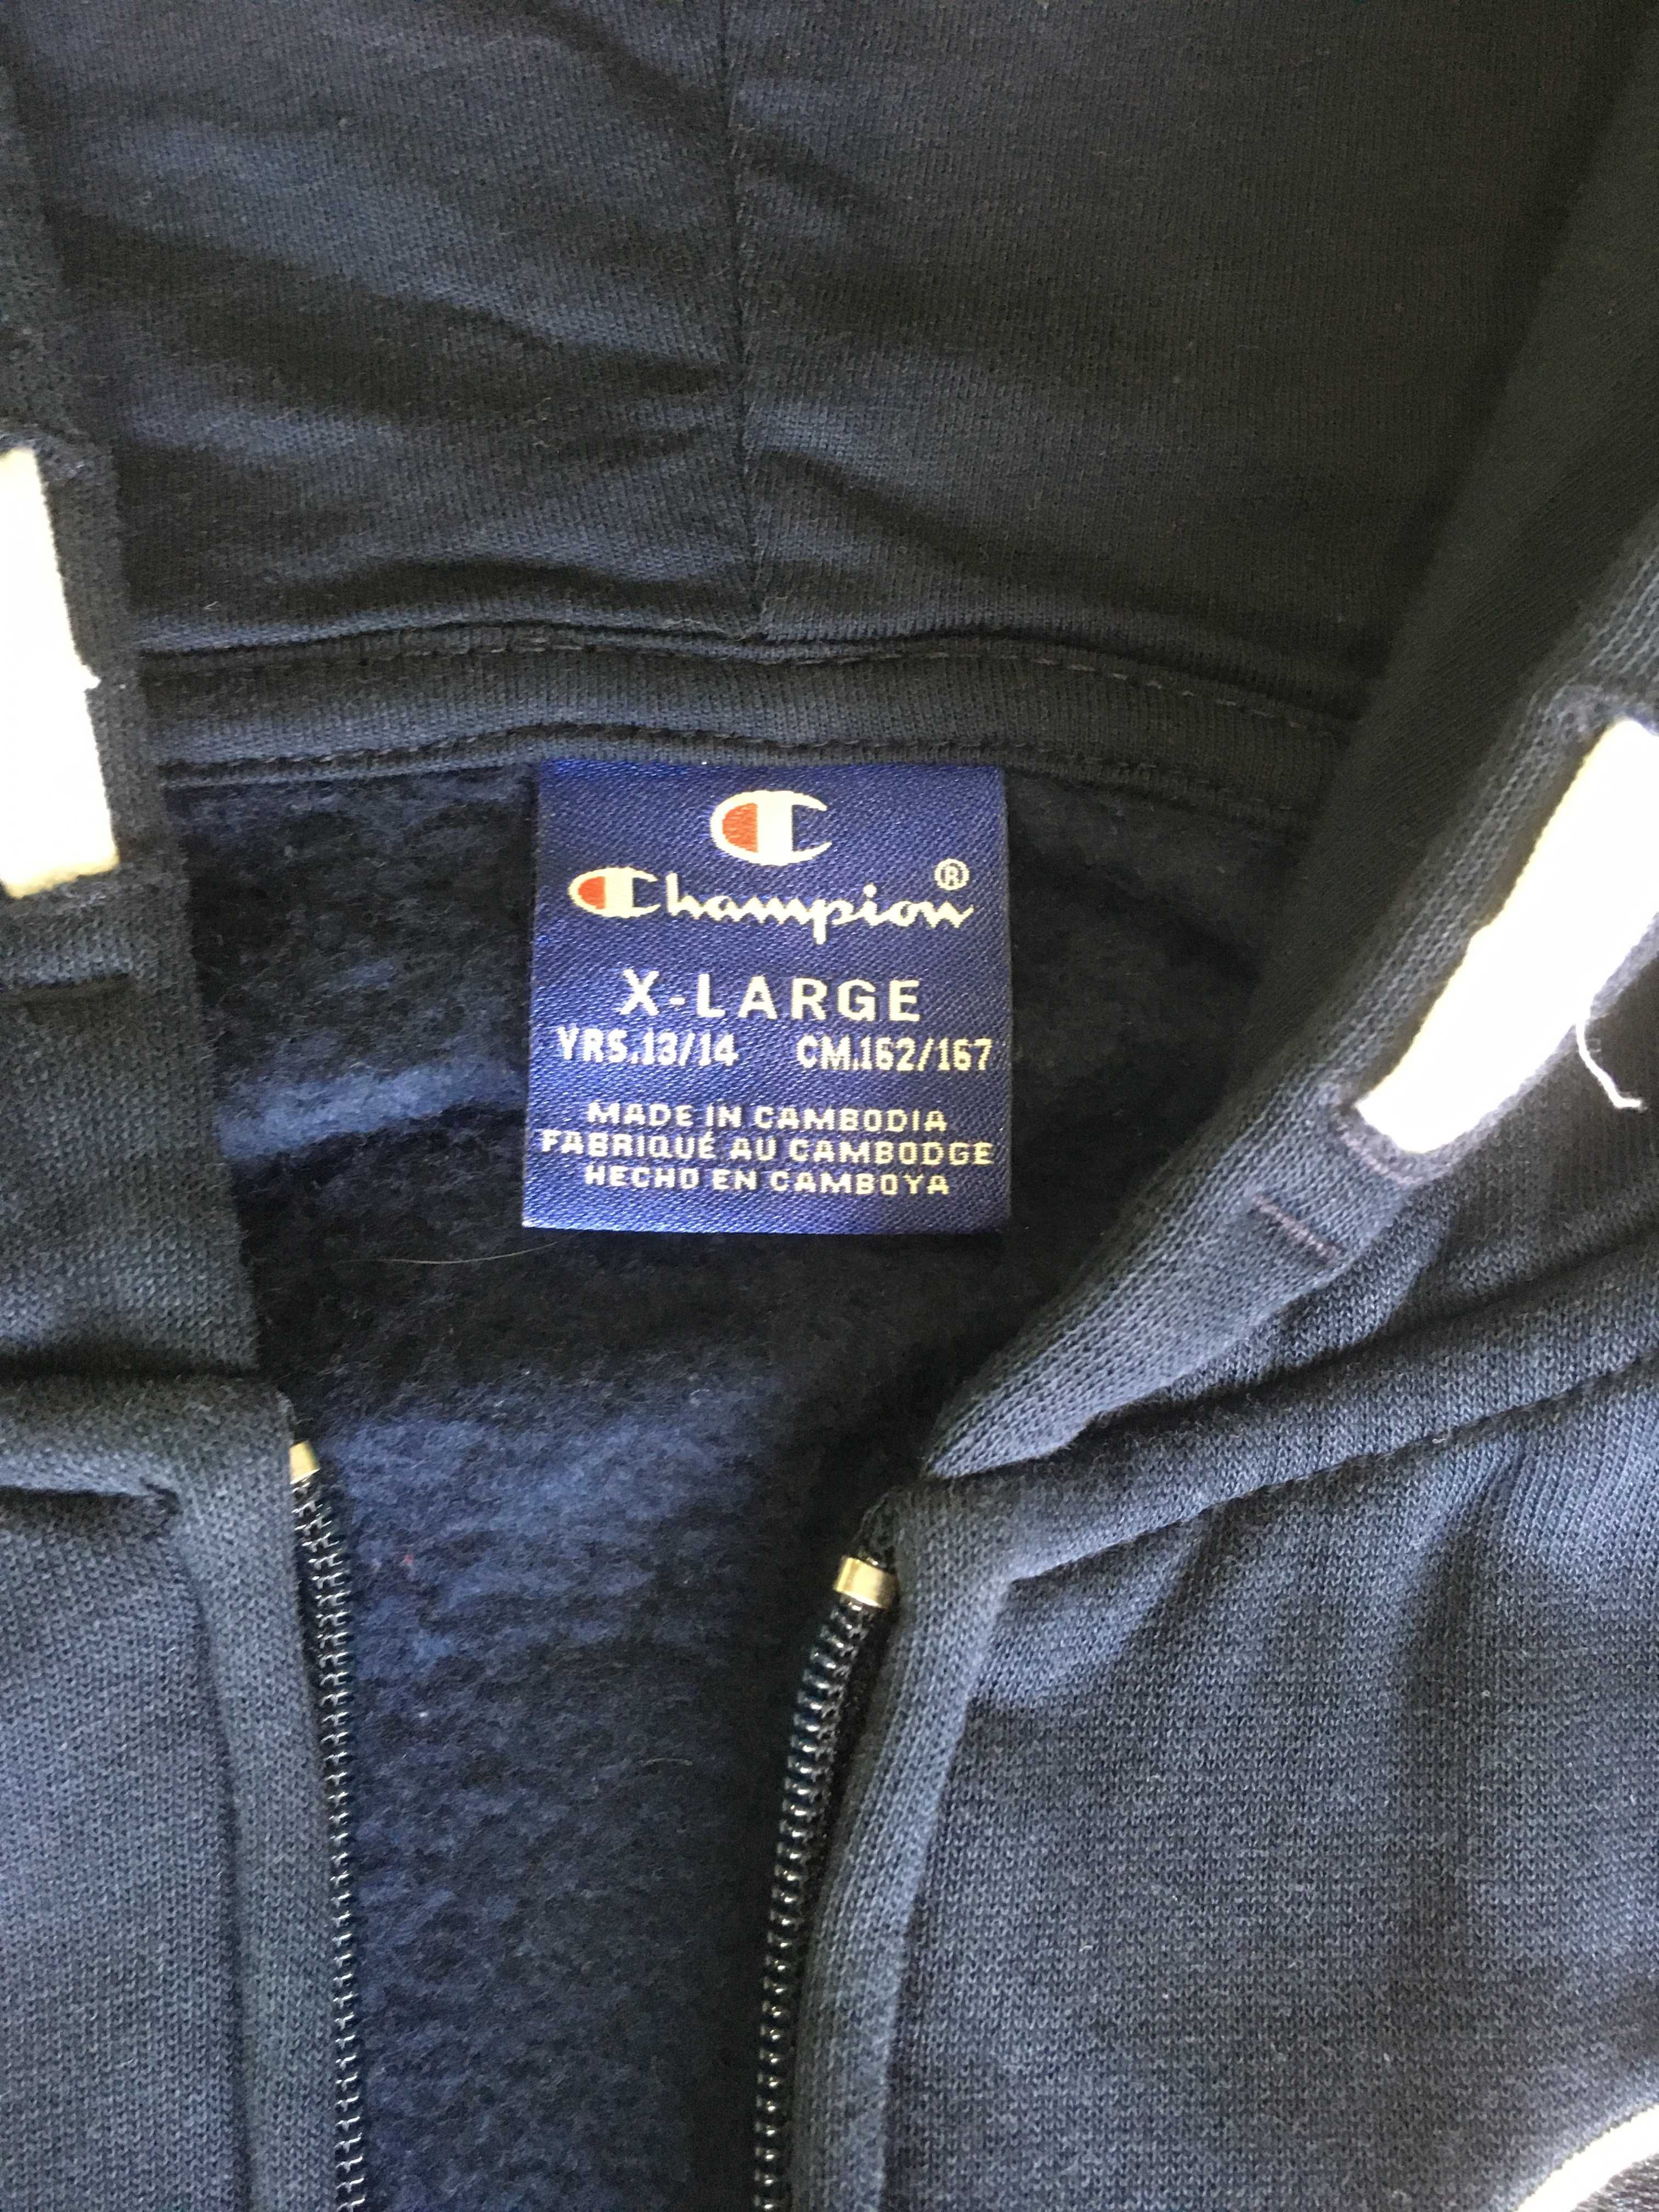 Champion®
X-LARGE
YRS.13/14 CM.162/167
MADE IN CAMBODIA
FABRIQUÉ AU CAMBODGE
HECHO EN CAMBOYA